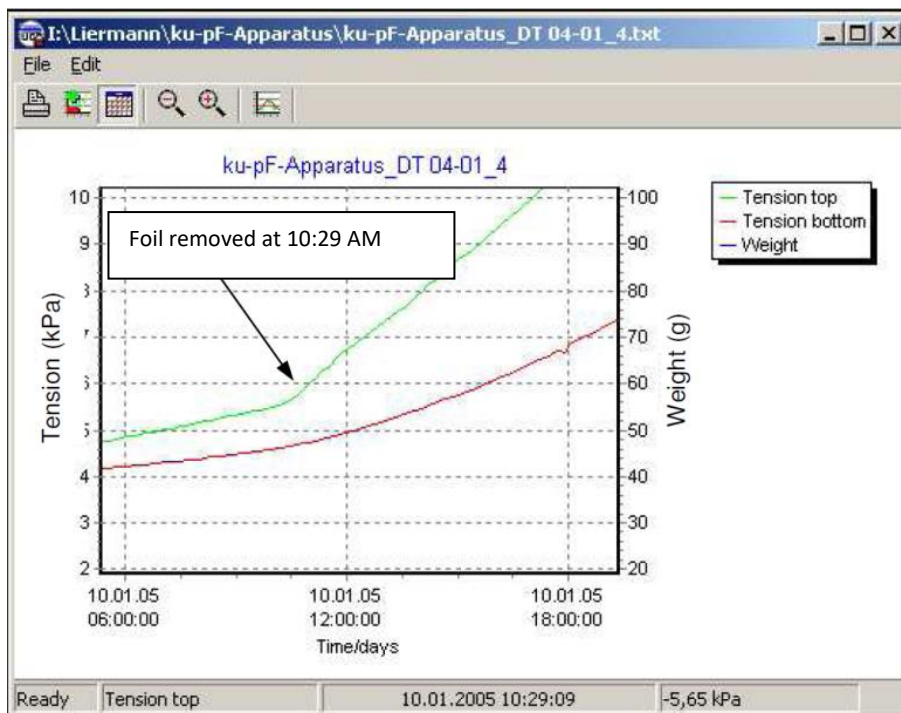 I:\Liermann\ku-pF-Apparatus\ku-pF-Apparatus_DT 04-01_4.txt
File Edit
ku-pF-Apparatus_DT 04-01_4
Foil removed at 10:29 AM
Tension top
Tension bottom
Weight
Tension (kPa)
10
9
8
7
6
5
4
3
2
100
90
80
70
60
50
40
30
20
Weight (g)
10.01.05 10.01.05 10.01.05
06:00:00 12:00:00 18:00:00
Time/days
Ready Tension top 10.01.2005 10:29:09 -5,65 kPa